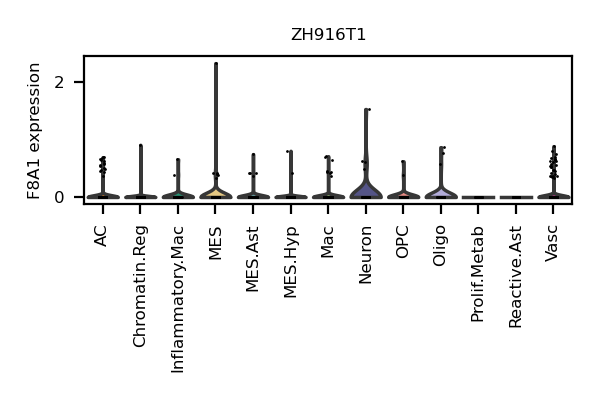 ZH916T1
F8A1 expression
2
0
AC
Chromatin.Reg
Inflammatory.Mac
MES
MES.Ast
MES.Hyp
Mac
Neuron
OPC
Oligo
Prolif.Metab
Reactive.Ast
Vasc